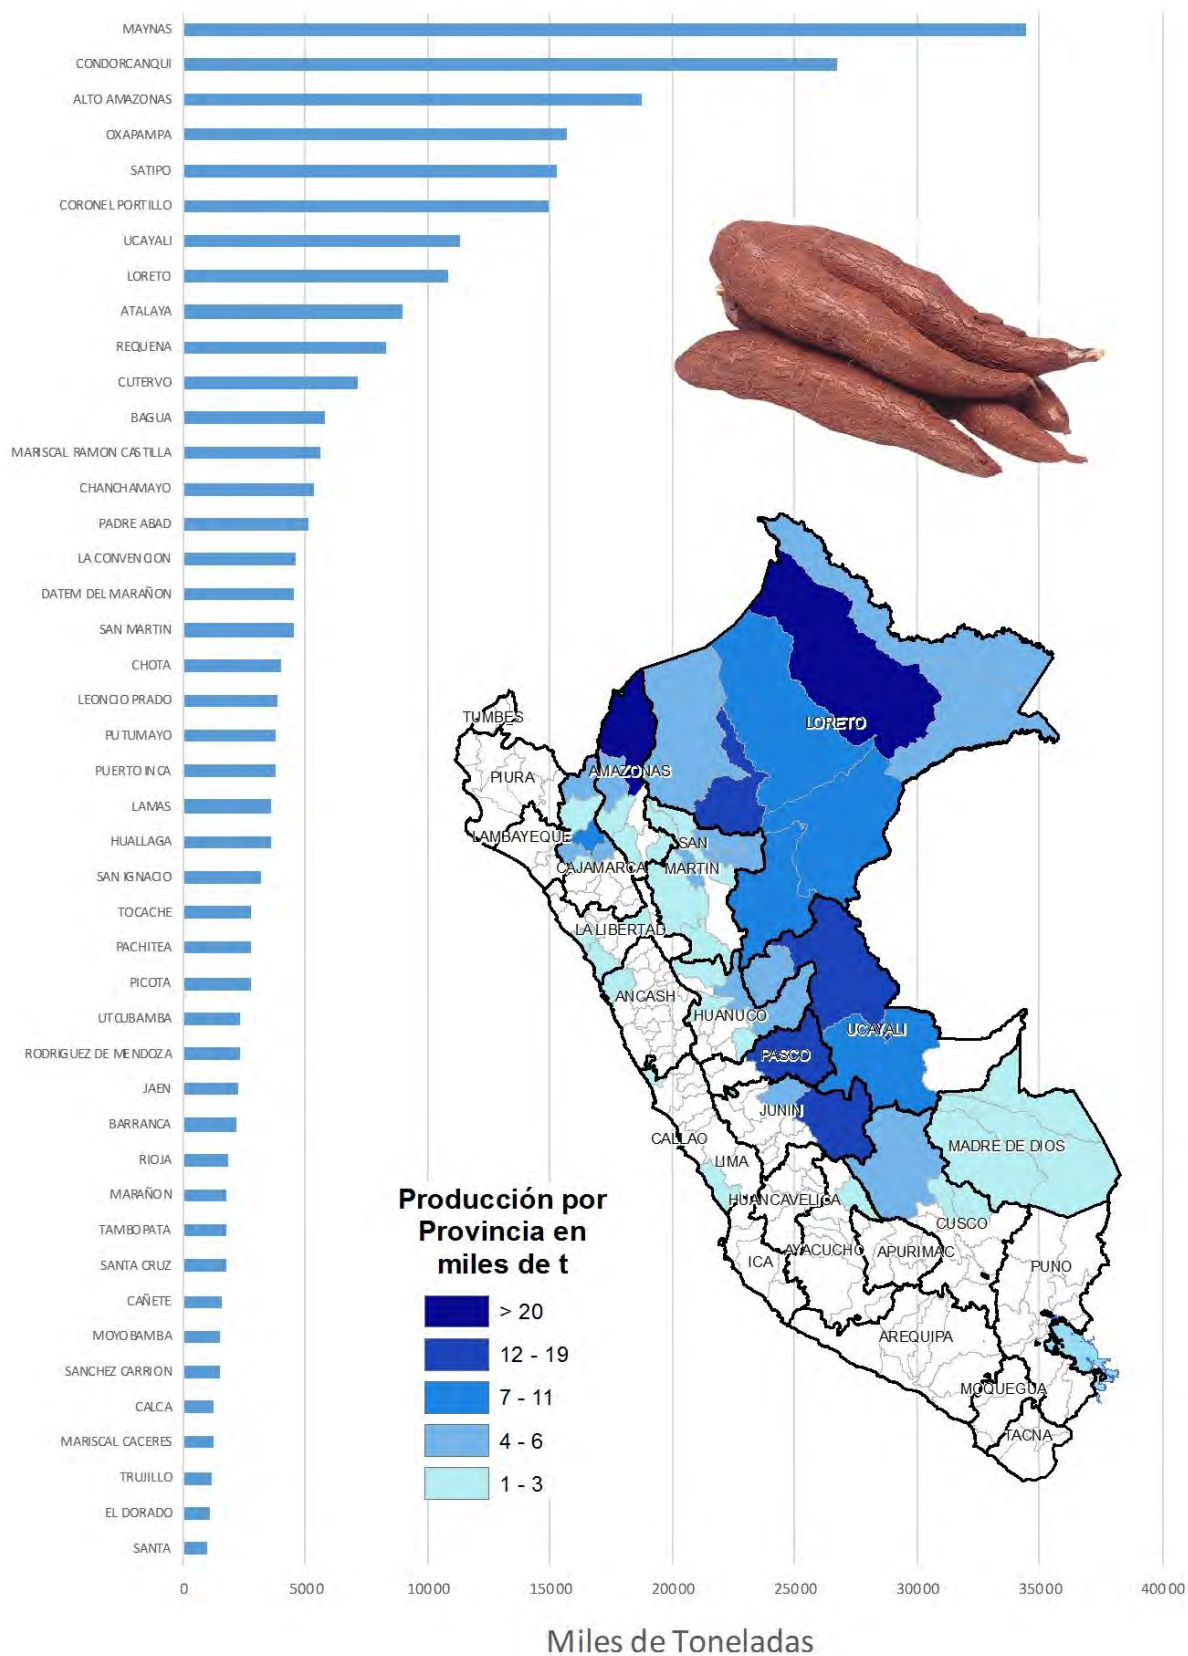 MAYNAS
CONDORCANQUI
ALTO AMAZONAS
OXAPAMPA
SATIPO
CORONEL PORTILLO
UCAYALI
LORETO
ATALAYA
REQUENA
CUTERVO
BAGUA
MARISCAL RAMON CASTILLA
CHANCHAMAYO
PADRE ABAD
LA CONVENCION
DATEM DEL MARAÑON
SAN MARTIN
CHOTA
LEONCIO PRADO
PUTUMAYO
PUERTO INCA
LAMAS
HUALLAGA
SAN IGNACIO
TOCACHE
PACHITEA
PICOTA
UTCUBAMBA
RODRIGUEZ DE MENDOZA
JAEN
BARRANCA
RIOJA
MARAÑON
TAMBOPATA
SANTA CRUZ
CAÑETE
MOYOBAMBA
SANCHEZ CARRION
CALCA
MARISCAL CACERES
TRUJILLO
EL DORADO
SANTA
0 5000 10000 15000 20000 25000 30000 35000 40000
Miles de Toneladas
TUMBES
PIURA
LAMBAYEQUE
AMAZONAS
LORETO
SAN
MARTIN
CAJAMARCA
LA LIBERTAD
ANCASH
HUANUCO
UCAYALI
PASCO
JUNIN
CALLAO
LIMA
MADRE DE DIOS
HUANCAVELICA
CUSCO
ICA
AYACUCHO
APURIMAC
PUNO
AREQUIPA
MOQUEGUA
TACNA
Producción por
Provincia en
miles de t
> 20
12 - 19
7 - 11
4 - 6
1 - 3